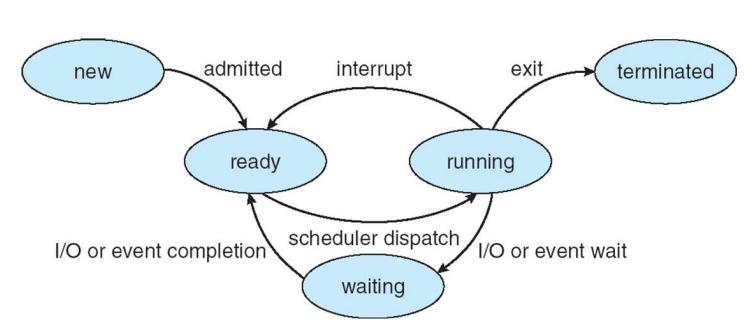 new
admitted
interrupt
exit
terminated
ready
running
scheduler dispatch
I/O or event completion
I/O or event wait
waiting